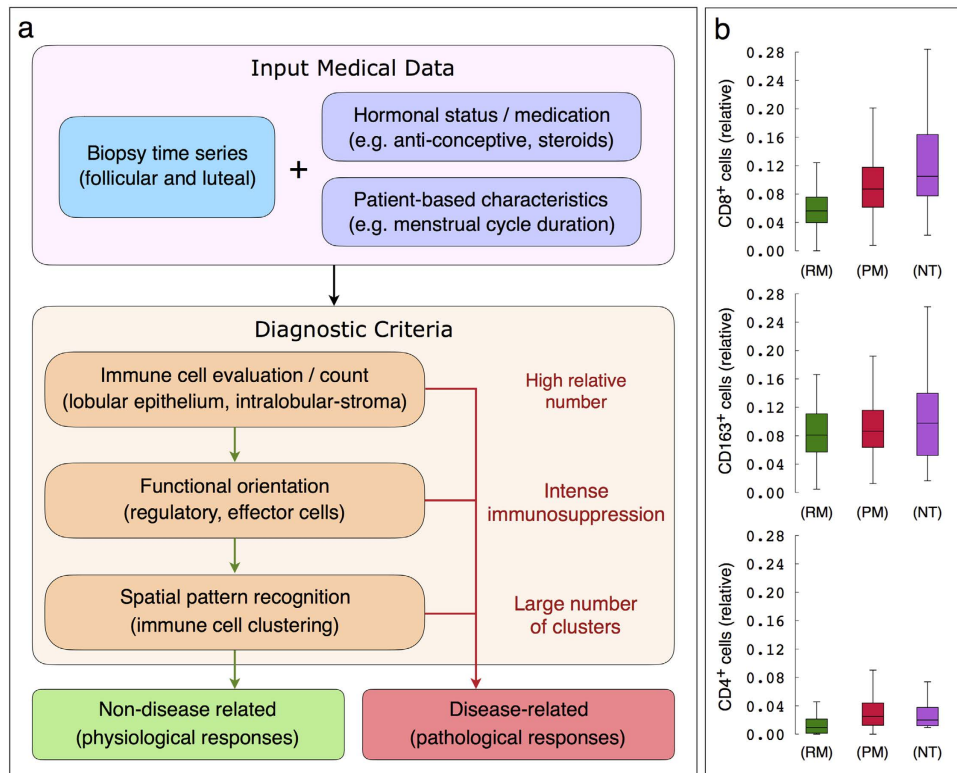 a
Input Medical Data
Biopsy time series
(follicular and luteal)
+
Hormonal status / medication
(e.g. anti-conceptive, steroids)
Patient-based characteristics
(e.g. menstrual cycle duration)
Diagnostic Criteria
Immune cell evaluation / count
(lobular epithelium, intralobular-stroma)
High relative
number
Functional orientation
(regulatory, effector cells)
Intense
immunosuppression
Spatial pattern recognition
(immune cell clustering)
Large number
of clusters
Non-disease related
(physiological responses)
Disease-related
(pathological responses)
b
CD8+ cells (relative)
0.28
0.24
0.20
0.16
0.12
0.08
0.04
0.00
(RM) (PM) (NT)
CD163+ cells (relative)
0.28
0.24
0.20
0.16
0.12
0.08
0.04
0.00
(RM) (PM) (NT)
CD4+ cells (relative)
0.28
0.24
0.20
0.16
0.12
0.08
0.04
0.00
(RM) (PM) (NT)